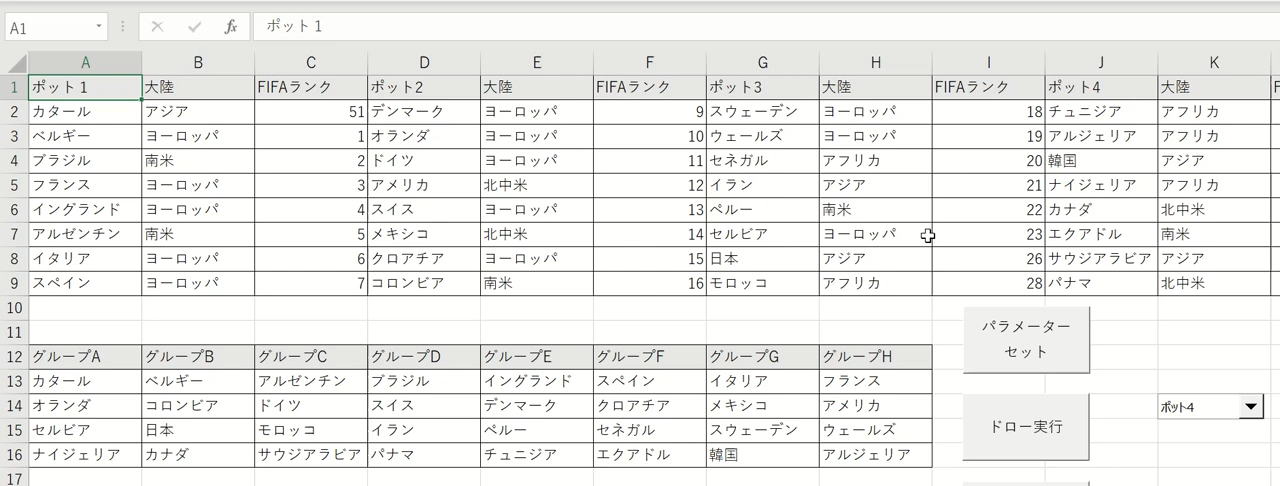 A1 fx ポット１
A B C D E F G H I J K
1 ポット１ 大陸 FIFAランク ポット2 大陸 FIFAランク ポット3 大陸 FIFAランク ポット4 大陸 F
2 カタール アジア 51 デンマーク ヨーロッパ 9 スウェーデン ヨーロッパ 18 チュニジア アフリカ
3 ベルギー ヨーロッパ 1 オランダ ヨーロッパ 10 ウェールズ ヨーロッパ 19 アルジェリア アフリカ
4 ブラジル 南米 2 ドイツ ヨーロッパ 11 セネガル アフリカ 20 韓国 アジア
5 フランス ヨーロッパ 3 アメリカ 北中米 12 イラン アジア 21 ナイジェリア アフリカ
6 イングランド ヨーロッパ 4 スイス ヨーロッパ 13 ペルー 南米 22 カナダ 北中米
7 アルゼンチン 南米 5 メキシコ 北中米 14 セルビア ヨーロッパ 23 エクアドル 南米
8 イタリア ヨーロッパ 6 クロアチア ヨーロッパ 15 日本 アジア 26 サウジアラビア アジア
9 スペイン ヨーロッパ 7 コロンビア 南米 16 モロッコ アフリカ 28 パナマ 北中米
10
11
パラメーター
セット
12 グループA グループB グループC グループD グループE グループF グループG グループH
13 カタール ベルギー アルゼンチン ブラジル イングランド スペイン イタリア フランス
14 オランダ コロンビア ドイツ スイス デンマーク クロアチア メキシコ アメリカ ポット4
15 セルビア 日本 モロッコ イラン ペルー セネガル スウェーデン ウェールズ ドロー実行
16 ナイジェリア カナダ サウジアラビア パナマ チュニジア エクアドル 韓国 アルジェリア
17